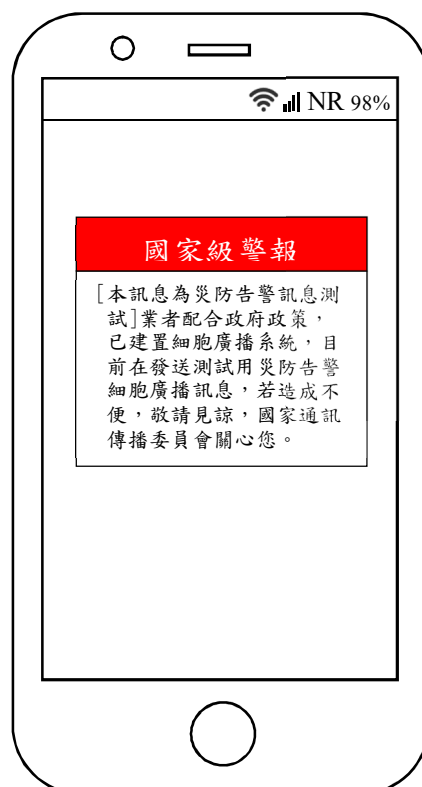 NR 98%
國家級警報
[本訊息為災防告警訊息測
試]業者配合政府政策，
已建置細胞廣播系統，目
前在發送測試用災防告警
細胞廣播訊息，若造成不
便，敬請見諒，國家通訊
傳播委員會關心您。